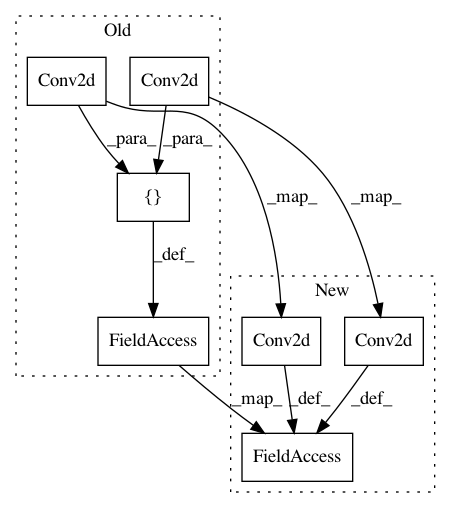 Old
Conv2d
Conv2d
_para_
_para_
{}
_map_
_map_
_def_
New
FieldAccess
Conv2d
Conv2d
_map_
_def_
_def_
FieldAccess